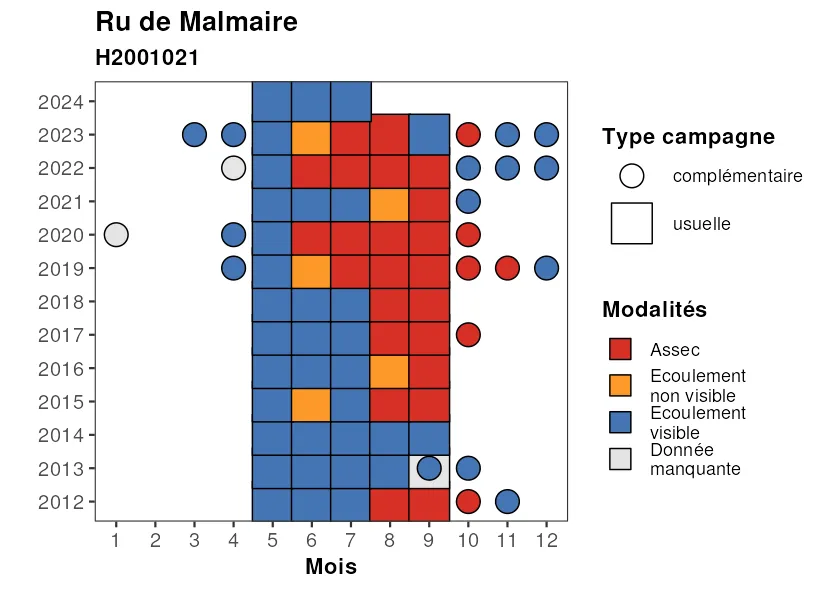 Ru de Malmaire
H2001021
2024
2023
2022
2021
2020
2019
2018
2017
2016
2015
2014
2013
2012
1 2 3 4 5 6 7 8 9 10 11 12
Mois
Type campagne
complémentaire
usuelle
Modalités
Assec
Ecoulement
non visible
Ecoulement
visible
Donnée
manquante